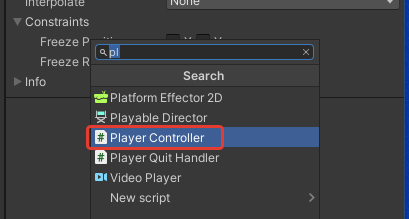 Interpolate None
Constraints
Freeze P
Freeze R
Info
pl
Search
Platform Effector 2D
Playable Director
Player Controller
Player Quit Handler
Video Player
New script